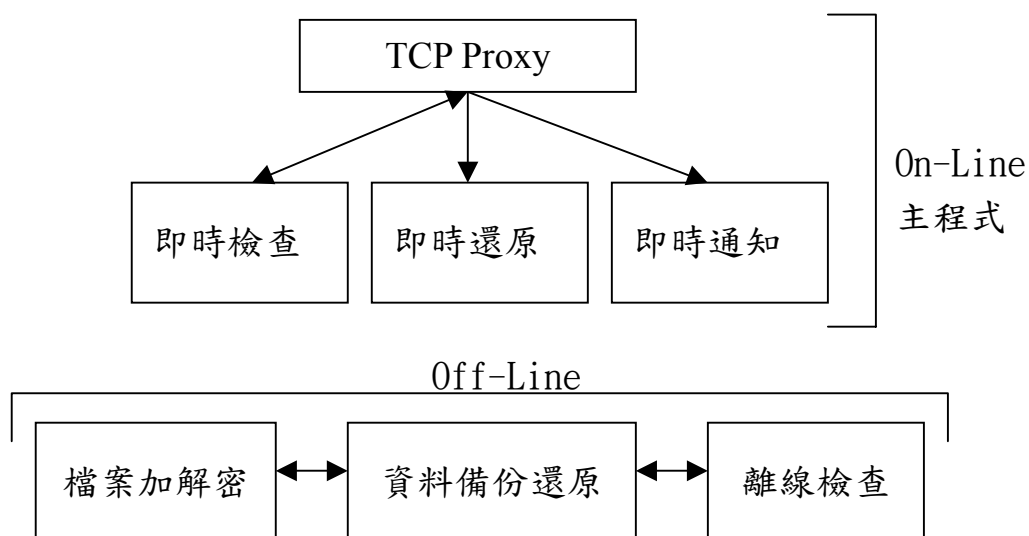 TCP Proxy
即時檢查
即時還原
即時通知
On-Line
主程式
Off-Line
檔案加解密
資料備份還原
離線檢查